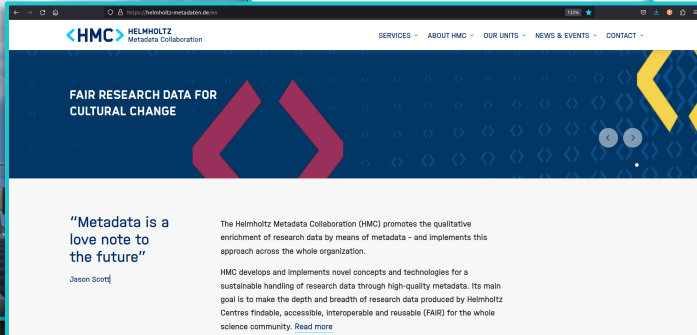 https://helmholtz-metadaten.de/en
133%
<HMC> HELMHOLTZ
Metadata Collaboration
SERVICES ABOUT HMC OUR UNITS NEWS & EVENTS CONTACT
FAIR RESEARCH DATA FOR
CULTURAL CHANGE
"Metadata is a
love note to
the future"
Jason Scott
The Helmholtz Metadata Collaboration (HMC) promotes the qualitative
enrichment of research data by means of metadata – and implements this
approach across the whole organization.
HMC develops and implements novel concepts and technologies for a
sustainable handling of research data through high-quality metadata. Its main
goal is to make the depth and breadth of research data produced by Helmholtz
Centres findable, accessible, interoperable and reusable (FAIR) for the whole
science community. Read more